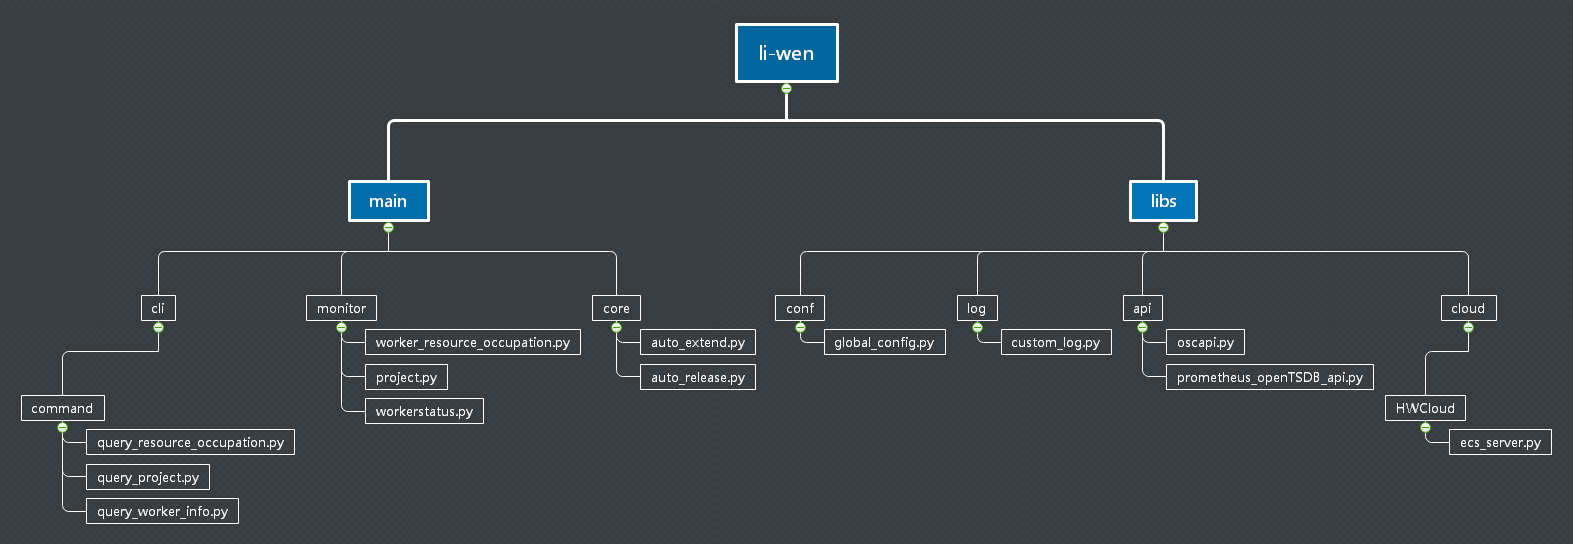 li-wen
main
libs
cli
monitor
core
conf
log
api
cloud
worker_resource_occupation.py
auto_extend.py
global_config.py
custom_log.py
oscapi.py
project.py
auto_release.py
prometheus_openTSDB_api.py
command
workerstatus.py
HWCloud
query_resource_occupation.py
ecs_server.py
query_project.py
query_worker_info.py